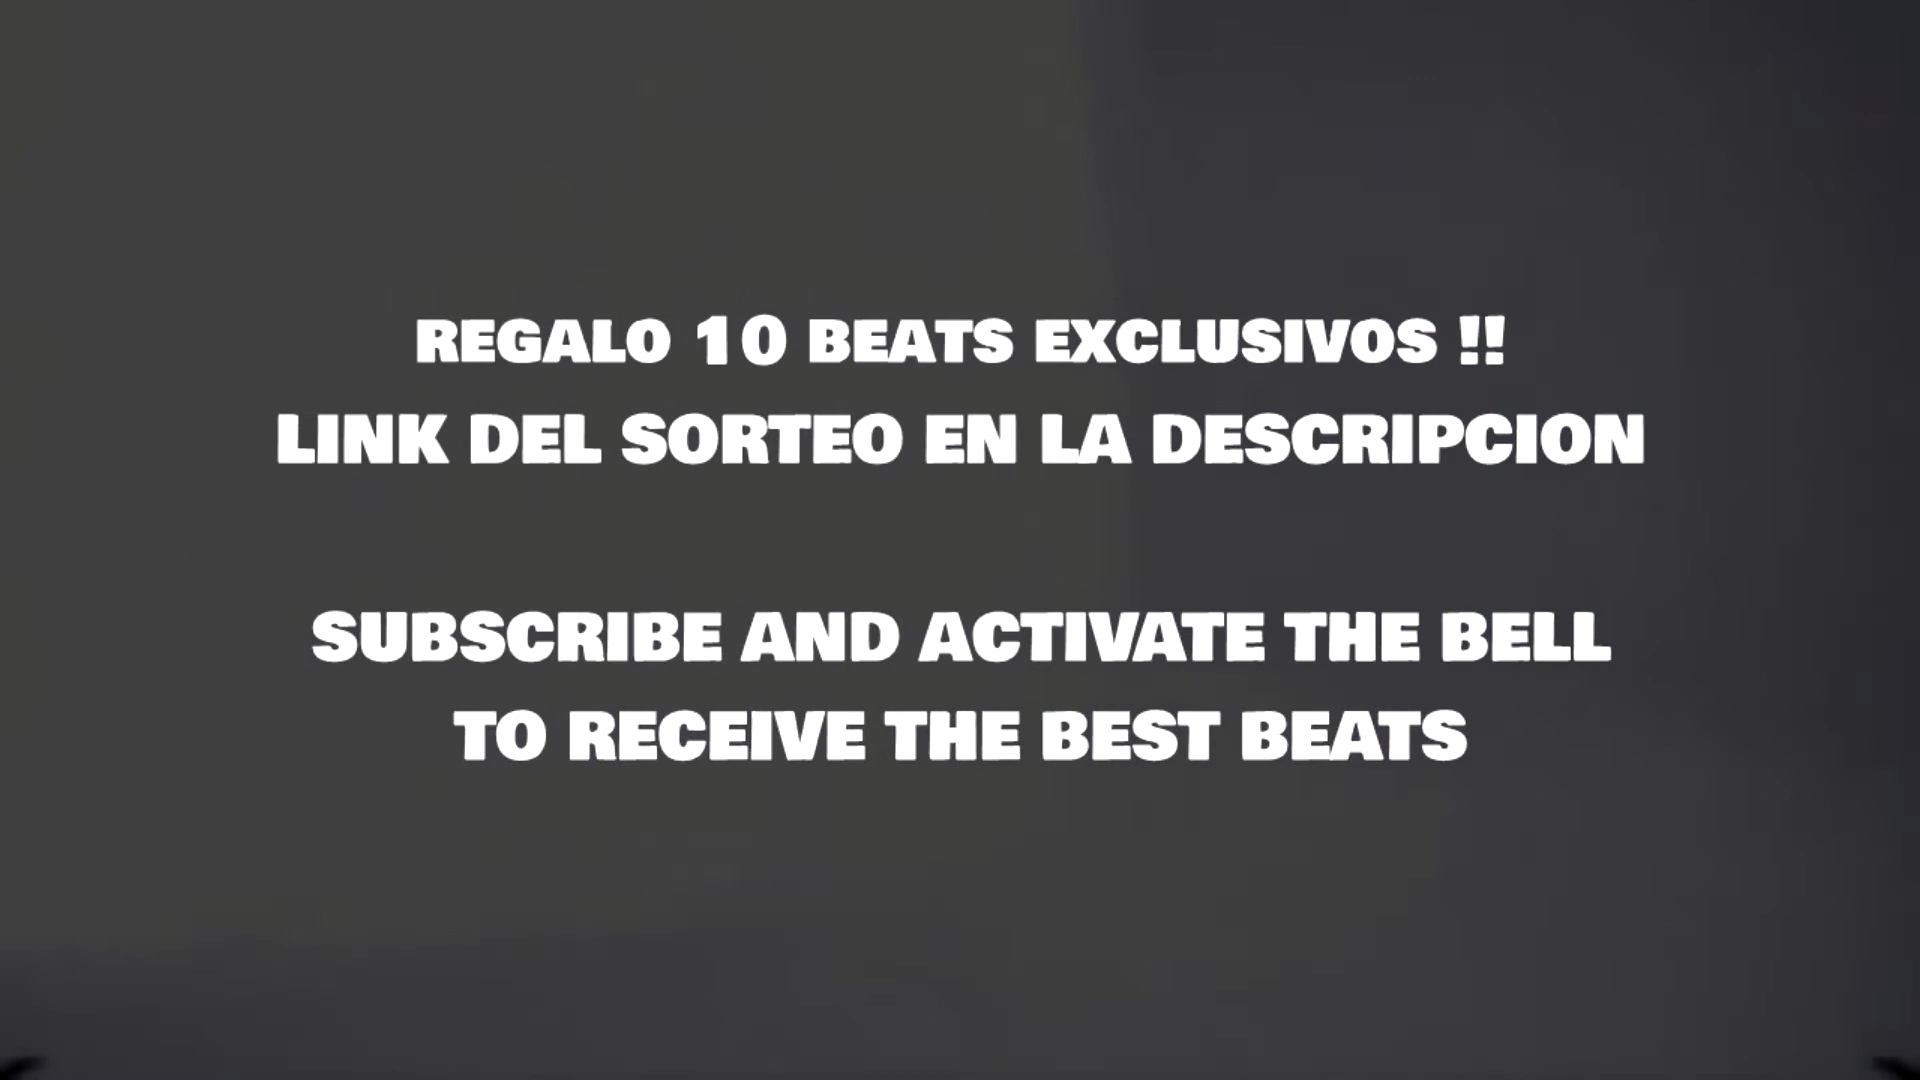 REGALO 10 BEATS EXCLUSIVOS !!
LINK DEL SORTEO EN LA DESCRIPCION
SUBSCRIBE AND ACTIVATE THE BELL
TO RECEIVE THE BEST BEATS